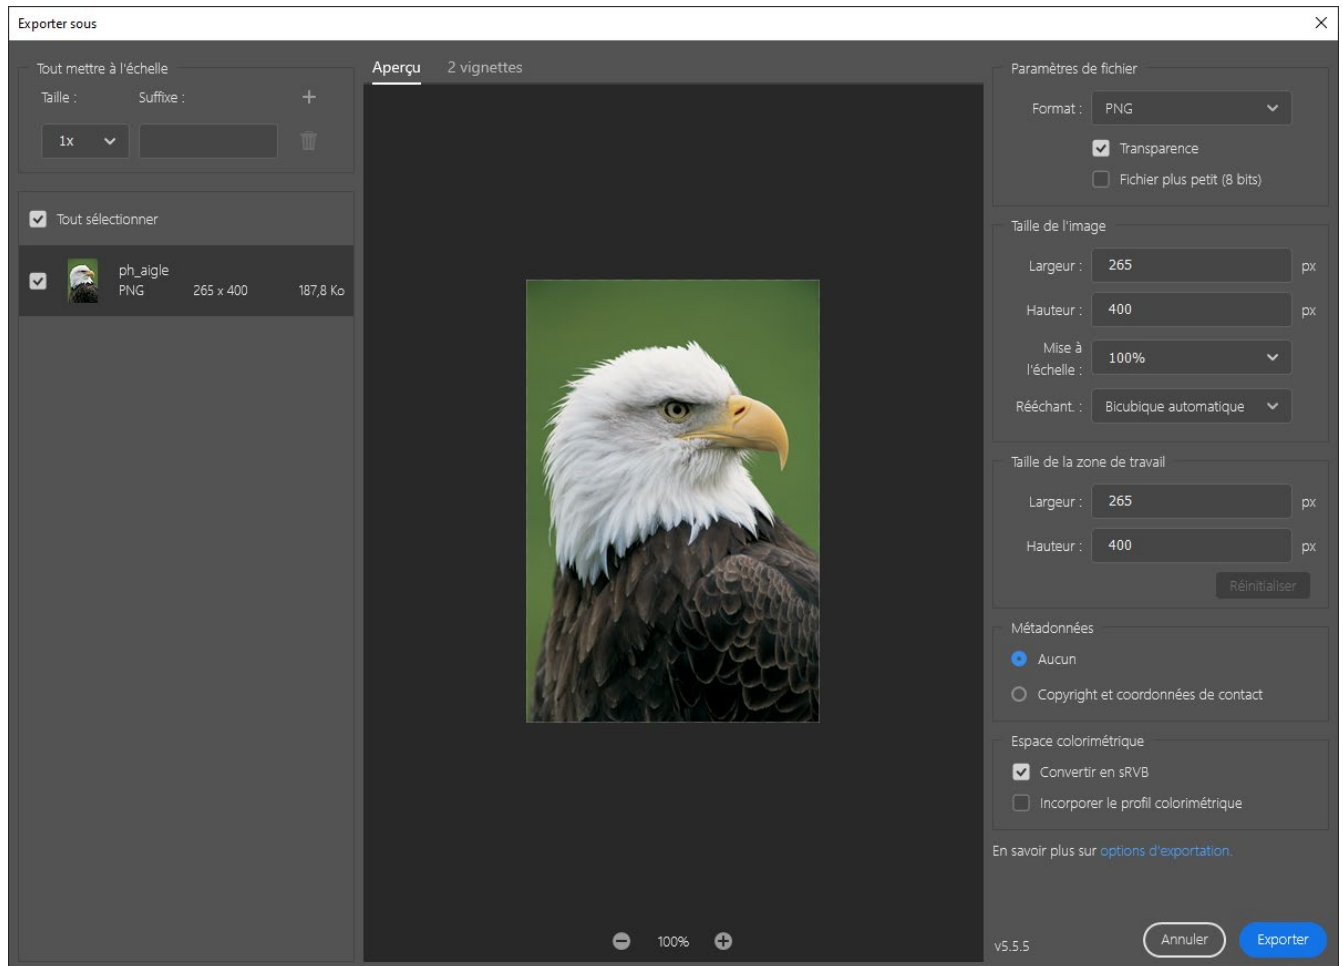 Exporter sous
Tout mettre à l'échelle
Taille :
Suffixe :
1x
Tout sélectionner
ph_aigle
PNG 265 x 400 187,8 Ko
Aperçu 2 vignettes
100%
Paramètres de fichier
Format : PNG
Transparence
Fichier plus petit (8 bits)
Taille de l'image
Largeur : 265 px
Hauteur : 400 px
Mise à
l'échelle :
100%
Rééchant. : Bicubique automatique
Taille de la zone de travail
Largeur : 265 px
Hauteur : 400 px
Réinitialiser
Métadonnées
Aucun
Copyright et coordonnées de contact
Espace colorimétrique
Convertir en sRVB
Incorporer le profil colorimétrique
En savoir plus sur options d'exportation.
v5.5.5
Annuler
Exporter